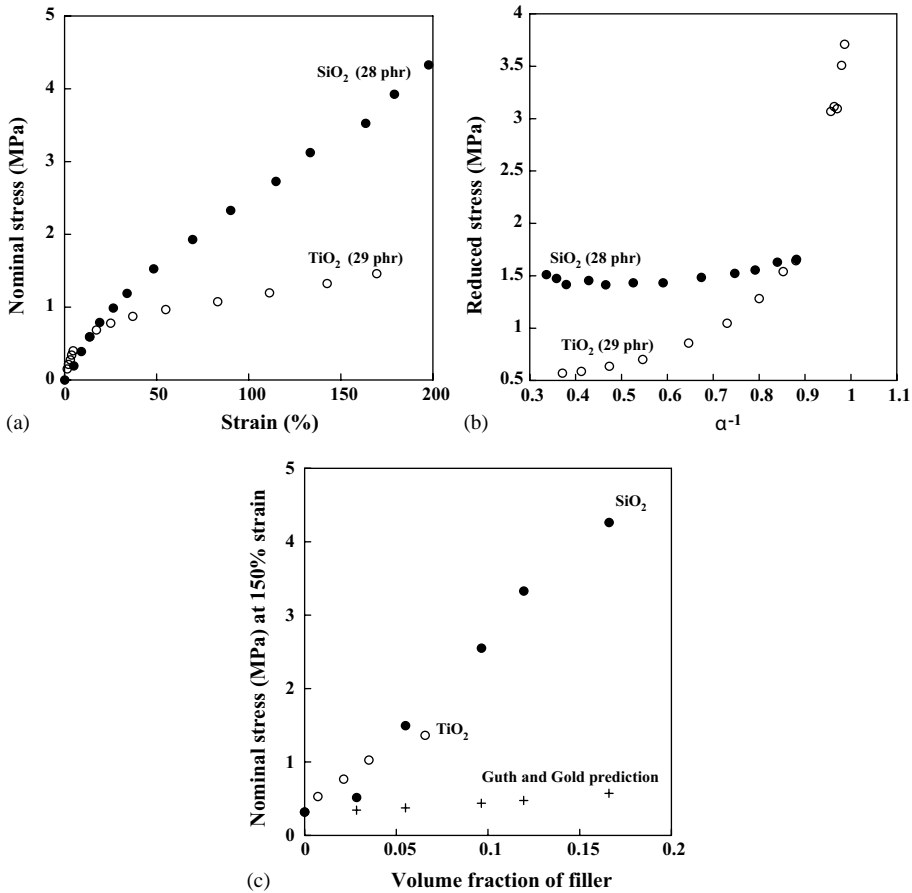 5
4
3
2
1
0
Nominal stress (MPa)
SiO₂ (28 phr)
TiO₂ (29 phr)
0 50 100 150 200
(a) Strain (%)
4
3.5
3
2.5
2
1.5
1
0.5
Reduced stress (MPa)
SiO₂ (28 phr)
TiO₂ (29 phr)
0.3 0.4 0.5 0.6 0.7 0.8 0.9 1 1.1
(b) α⁻¹
5
4
3
2
1
0
Nominal stress (MPa) at 150% strain
SiO₂
TiO₂
Guth and Gold prediction
0 0.05 0.1 0.15 0.2
(c) Volume fraction of filler